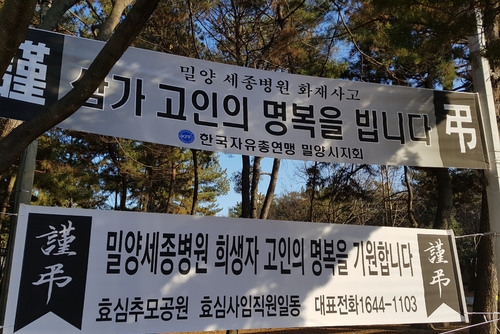 謹
밀양 세종병원 화재사고
삼가 고인의 명복을 빕니다
한국자유총연맹 밀양시지회
弔
謹弔
밀양세종병원 희생자 고인의 명복을 기원합니다
효심추모공원 효심사임직원일동 대표전화1644-1103
謹弔